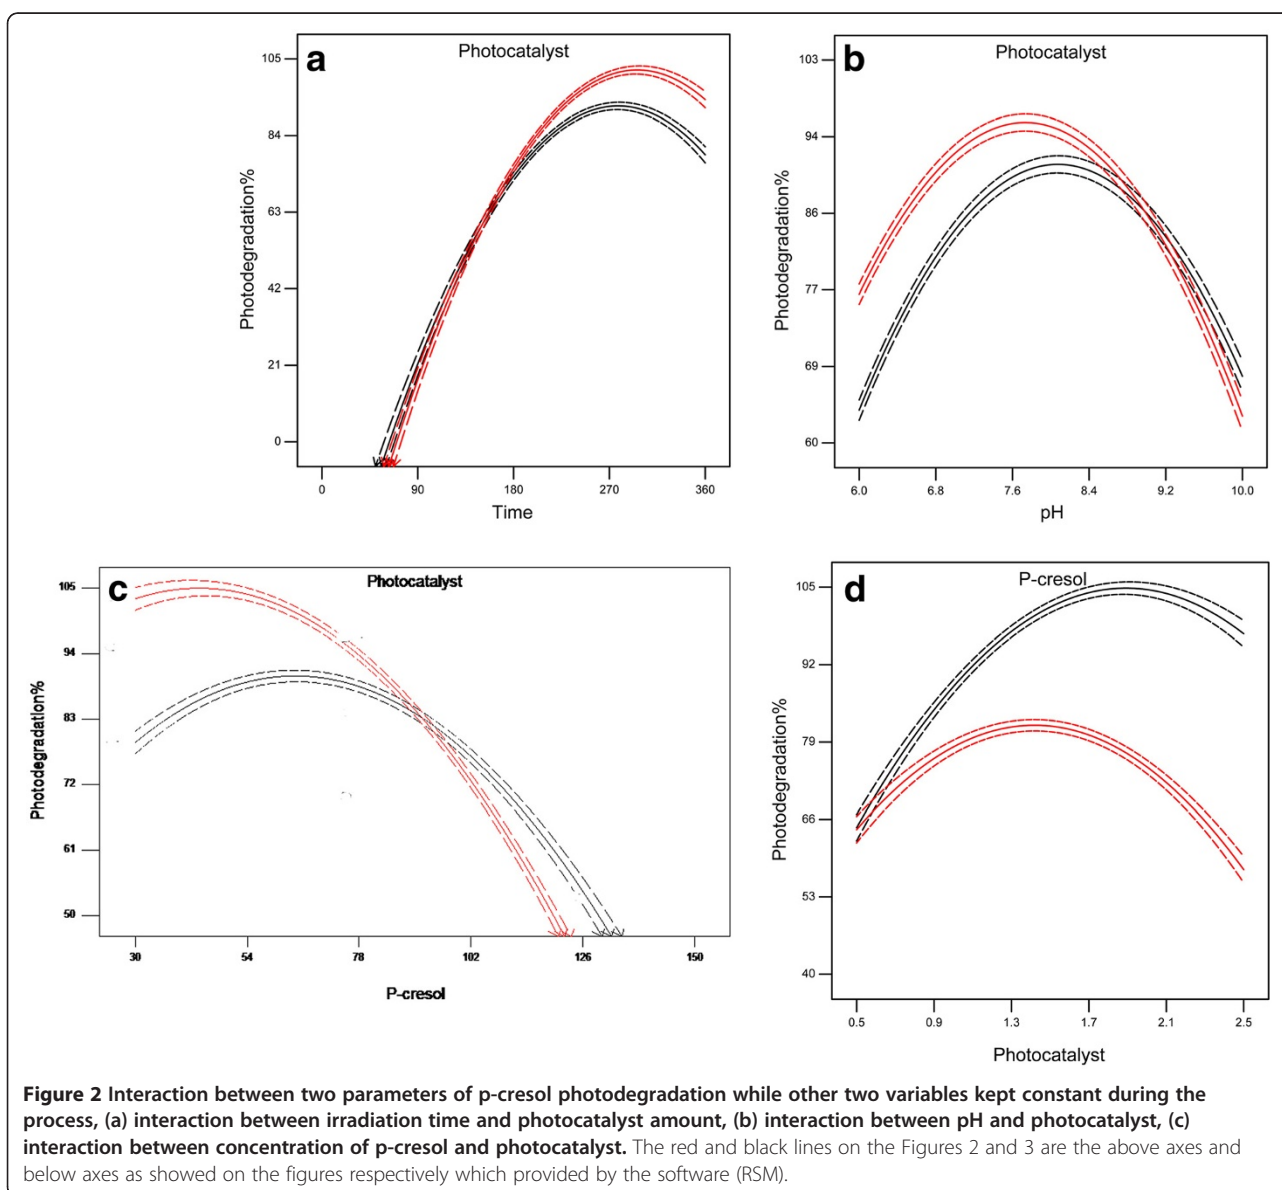 a
Photocatalyst
105
84
63
42
21
0
Photodegradation%
0 90 180 270 360
Time
b
Photocatalyst
103
94
86
77
69
60
Photodegradation%
6.0 6.8 7.6 8.4 9.2 10.0
pH
c
Photocatalyst
105
94
83
72
61
50
Photodegradation%
30 54 78 102 126 150
P-cresol
d
P-cresol
105
92
79
66
53
40
Photodegradation%
0.5 0.9 1.3 1.7 2.1 2.5
Photocatalyst
Figure 2 Interaction between two parameters of p-cresol photodegradation while other two variables kept constant during the
process, (a) interaction between irradiation time and photocatalyst amount, (b) interaction between pH and photocatalyst, (c)
interaction between concentration of p-cresol and photocatalyst. The red and black lines on the Figures 2 and 3 are the above axes and
below axes as showed on the figures respectively which provided by the software (RSM).